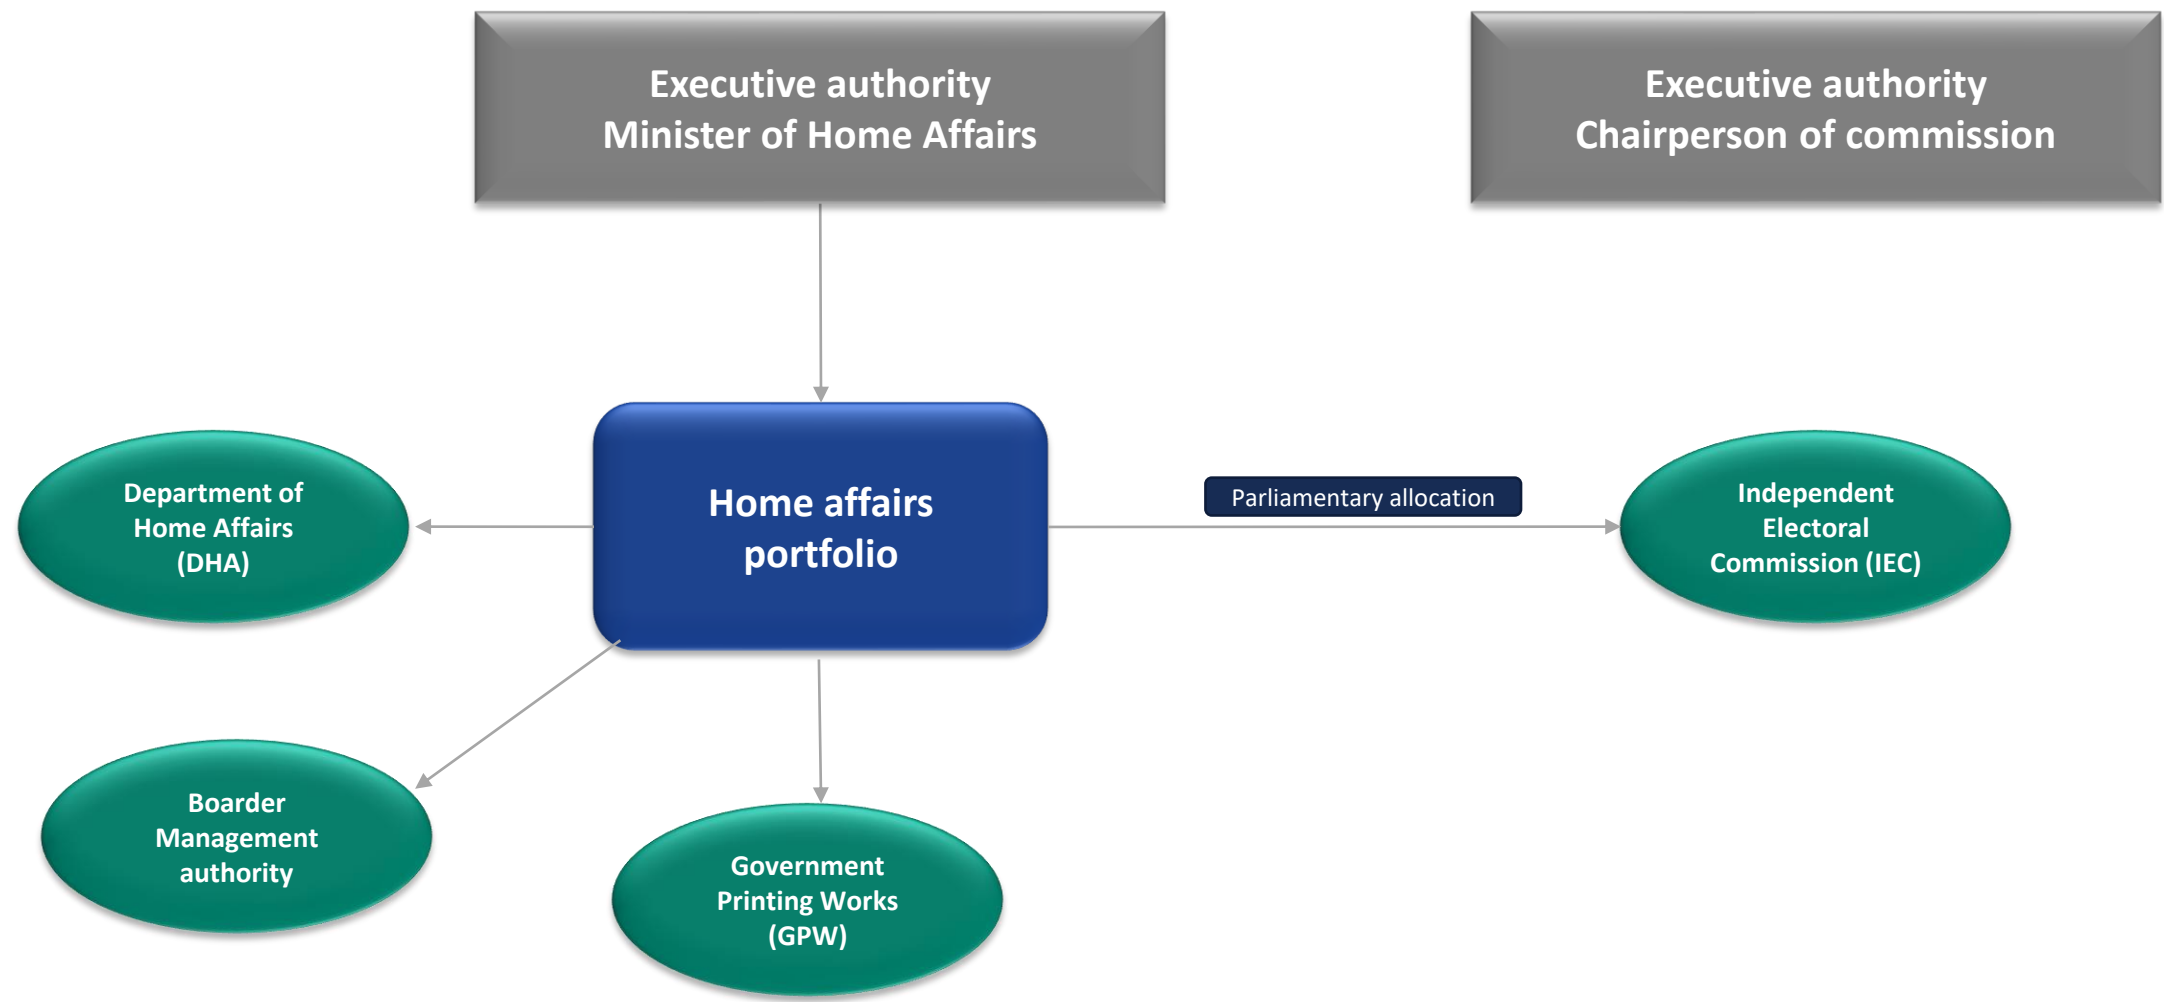 Executive authority
Minister of Home Affairs
Executive authority
Chairperson of commission
Department of
Home Affairs
(DHA)
Home affairs
portfolio
Parliamentary allocation
Independent
Electoral
Commission (IEC)
Boarder
Management
authority
Government
Printing Works
(GPW)